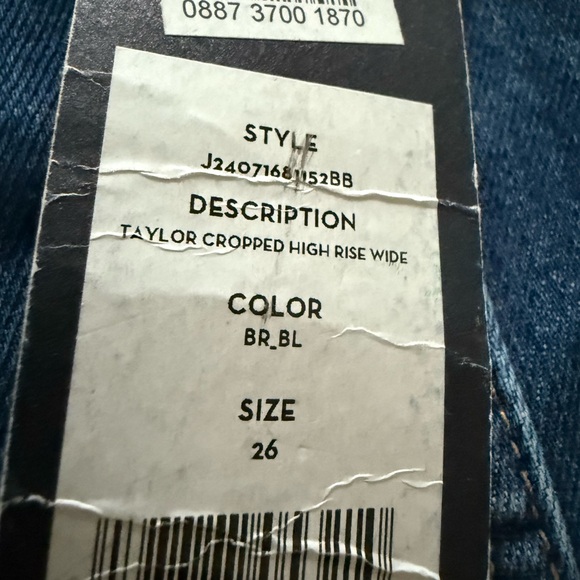 0887 3700 1870
STYLE
DESCRIPTION
TAYLOR CROPPED HIGH RISE WIDE
COLOR
BR_BL
SIZE
26